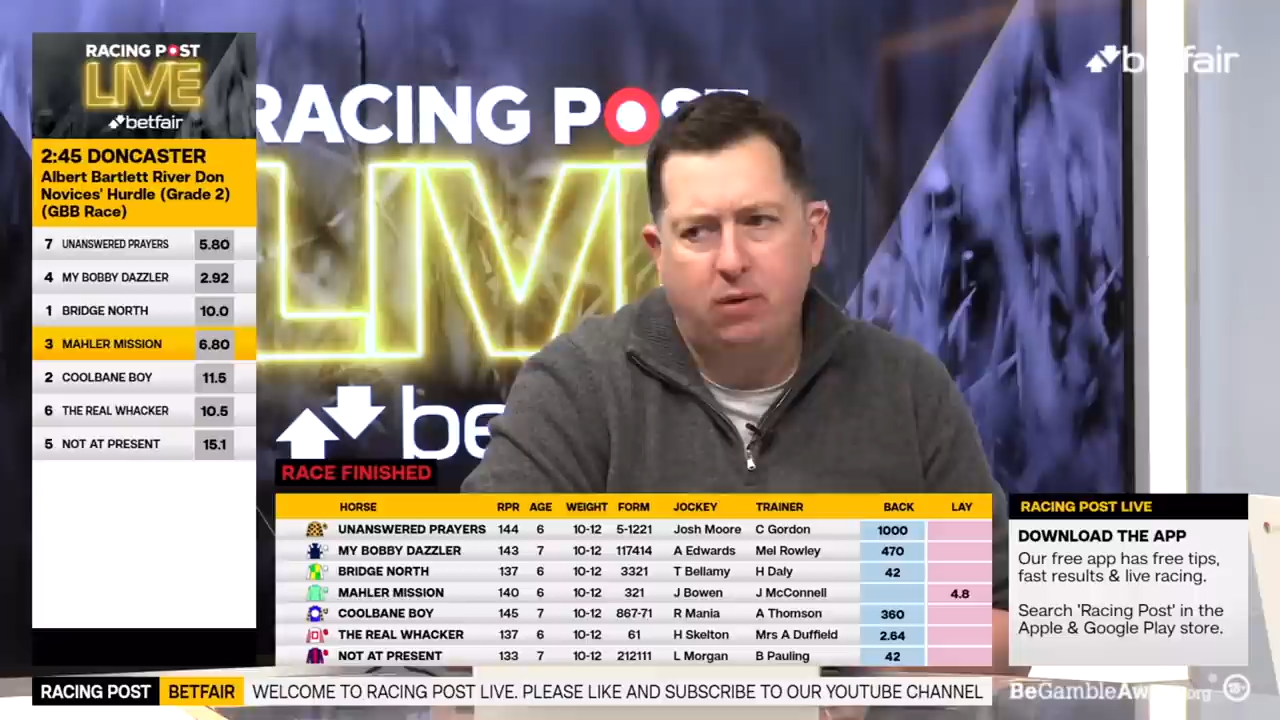 RACING POST
LIVE
betfair
2:45 DONCASTER
Albert Bartlett River Don
Novices' Hurdle (Grade 2)
(GBB Race)
7 UNANSWERED PRAYERS 5.80
4 MY BOBBY DAZZLER 2.92
1 BRIDGE NORTH 10.0
3 MAHLER MISSION 6.80
2 COOLBANE BOY 11.5
6 THE REAL WHACKER 10.5
5 NOT AT PRESENT 15.1
RACING POST
LIV
be
betfair
RACE FINISHED
HORSE RPR AGE WEIGHT FORM JOCKEY TRAINER BACK LAY
UNANSWERED PRAYERS 144 6 10-12 5-1221 Josh Moore C Gordon 1000
MY BOBBY DAZZLER 143 7 10-12 117414 A Edwards Mel Rowley 470
BRIDGE NORTH 137 6 10-12 3321 T Bellamy H Daly 42
MAHLER MISSION 140 6 10-12 321 J Bowen J McConnell 4.8
COOLBANE BOY 145 7 10-12 867-71 R Mania A Thomson 360
THE REAL WHACKER 137 6 10-12 61 H Skelton Mrs A Duffield 2.64
NOT AT PRESENT 133 7 10-12 212111 L Morgan B Pauling 42
RACING POST LIVE
DOWNLOAD THE APP
Our free app has free tips,
fast results & live racing.
Search 'Racing Post' in the
Apple & Google Play store.
RACING POST BETFAIR WELCOME TO RACING POST LIVE. PLEASE LIKE AND SUBSCRIBE TO OUR YOUTUBE CHANNEL
BeGambleAware.org 18+